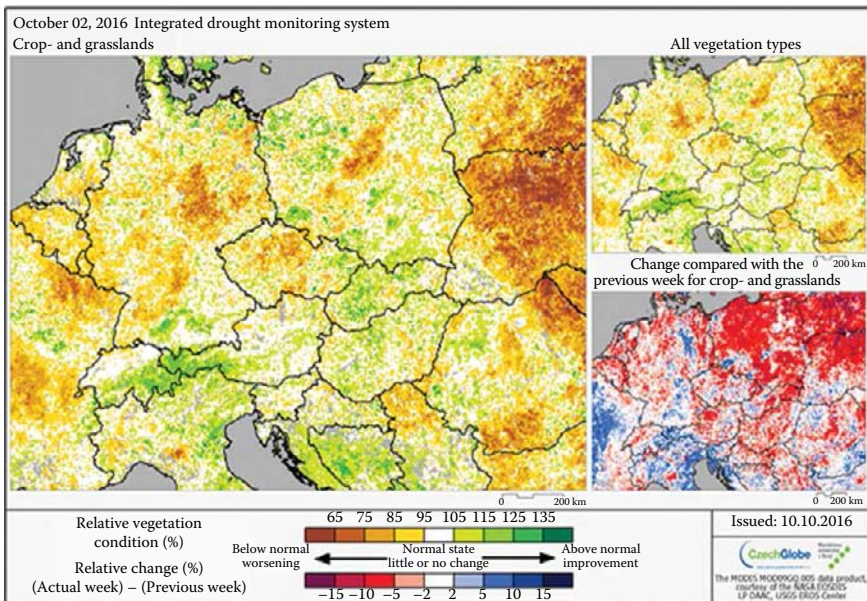 October 02, 2016 Integrated drought monitoring system
Crop- and grasslands
All vegetation types
0 200 km
Change compared with the
previous week for crop- and grasslands
0 200 km
0 200 km
65 75 85 95 105 115 125 135
Relative vegetation
condition (%)
Below normal
worsening
Normal state
little or no change
Above normal
improvement
Relative change (%)
(Actual week) – (Previous week)
−15 −10 −5 −2 2 5 10 15
Issued: 10.10.2016
CzechGlobe
The MODIS MOD09GQ.005 data product,
courtesy of the NASA EOSDIS
LP DAAC, USGS EROS Center